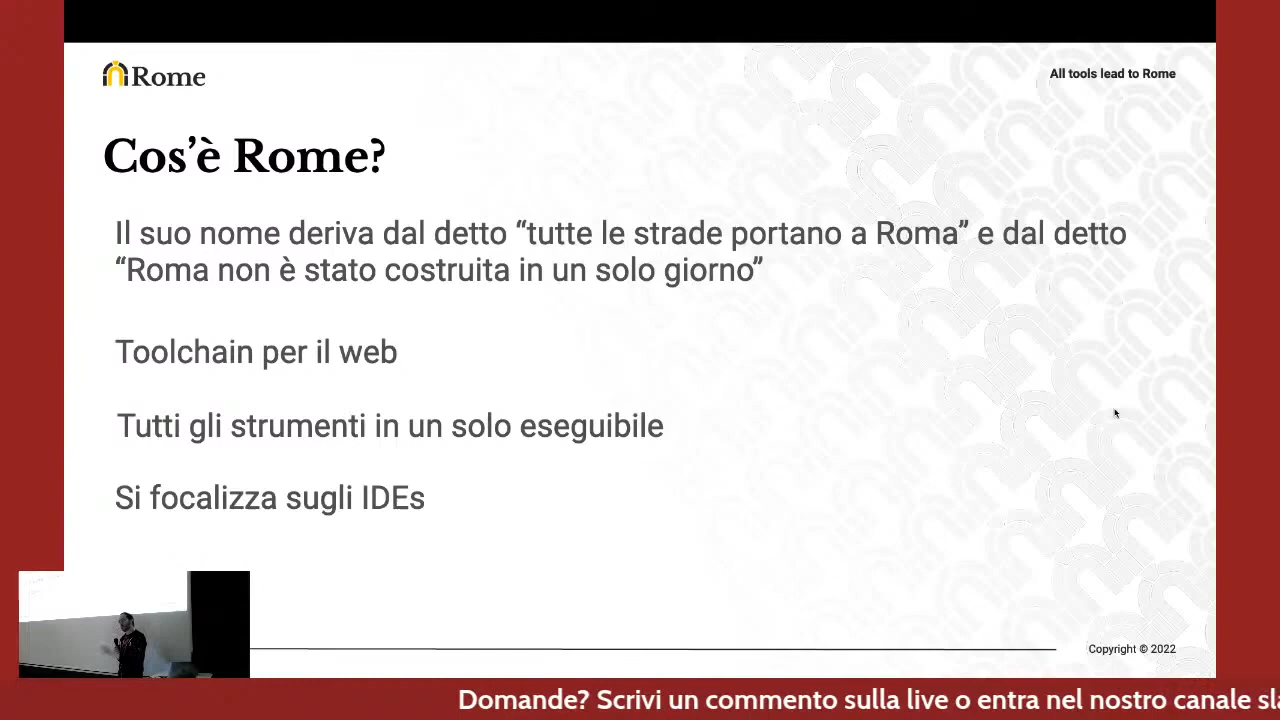 Rome
All tools lead to Rome
Cos’è Rome?
Il suo nome deriva dal detto “tutte le strade portano a Roma” e dal detto
“Roma non è stato costruita in un solo giorno”
Toolchain per il web
Tutti gli strumenti in un solo eseguibile
Si focalizza sugli IDEs
Copyright © 2022
Domande? Scrivi un commento sulla live o entra nel nostro canale